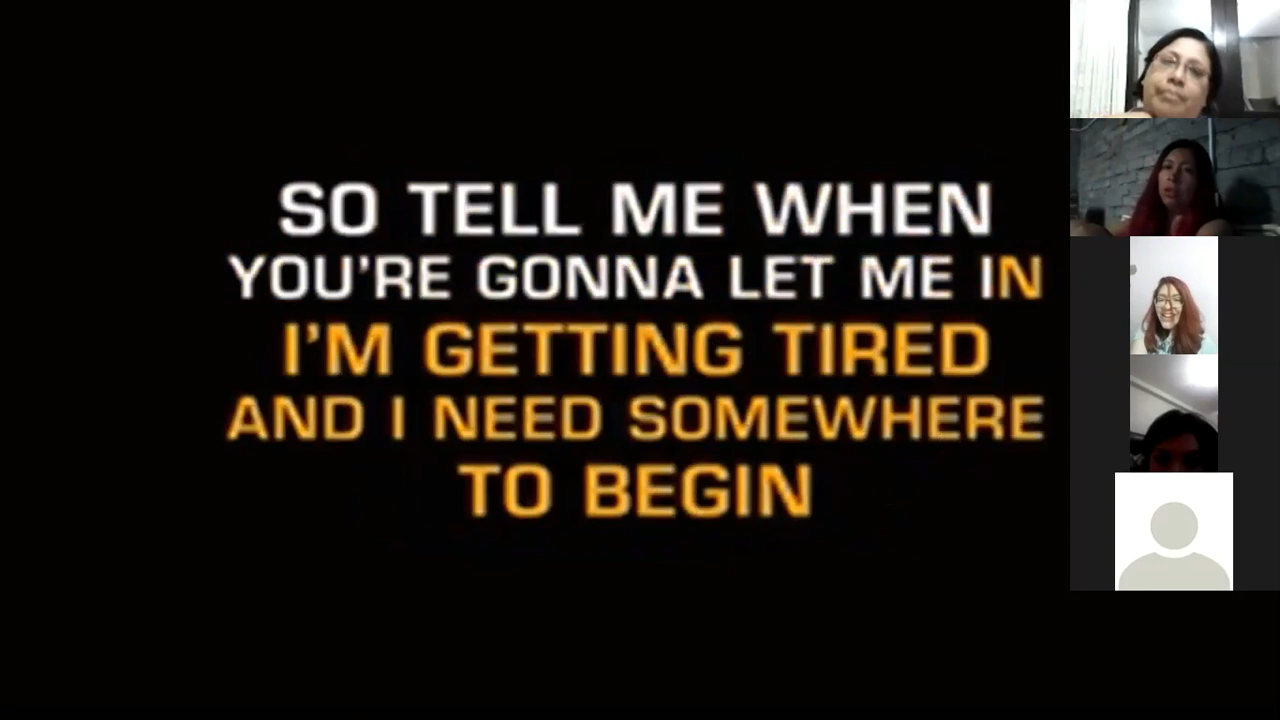 SO TELL ME WHEN
YOU'RE GONNA LET ME IN
I'M GETTING TIRED
AND I NEED SOMEWHERE
TO BEGIN